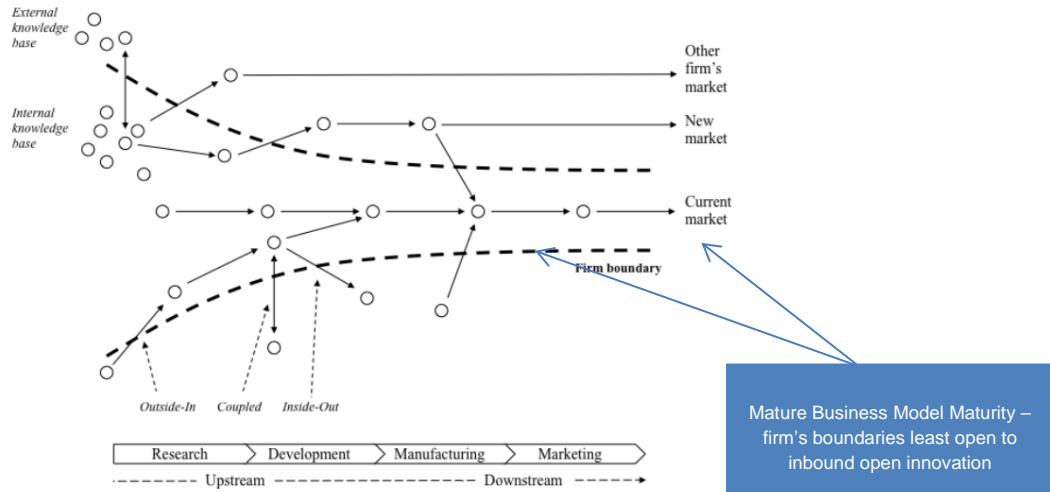 External
knowledge
base
Other
firm's
market
Internal
knowledge
base
New
market
Current
market
Firm boundary
Outside-In Coupled Inside-Out
Mature Business Model Maturity –
firm's boundaries least open to
inbound open innovation
Research Development Manufacturing Marketing
Upstream Downstream